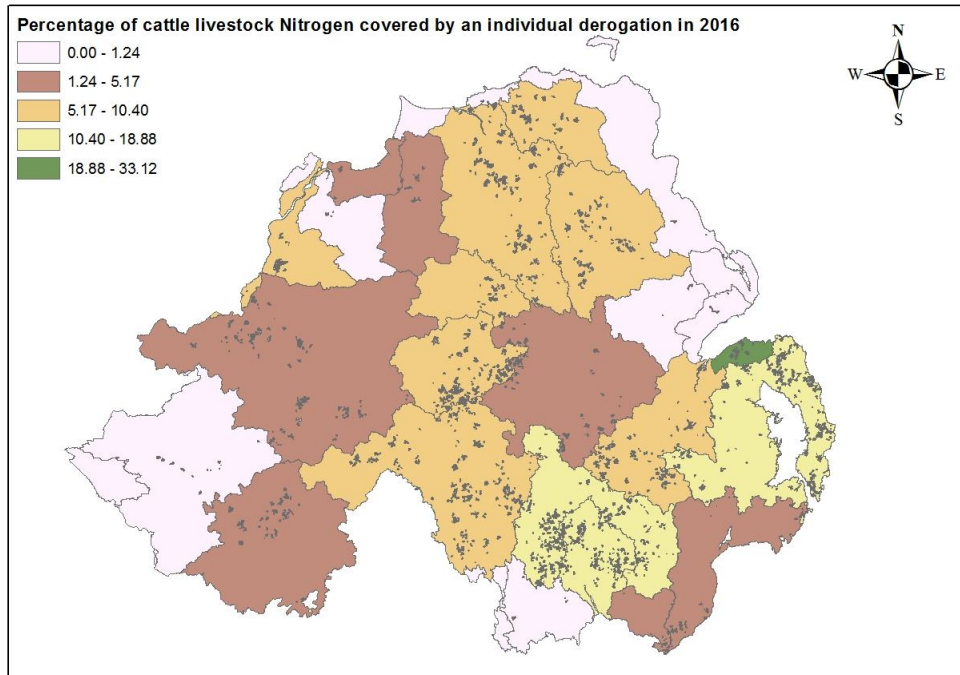 Percentage of cattle livestock Nitrogen covered by an individual derogation in 2016
0.00 - 1.24
1.24 - 5.17
5.17 - 10.40
10.40 - 18.88
18.88 - 33.12
N
W E
S